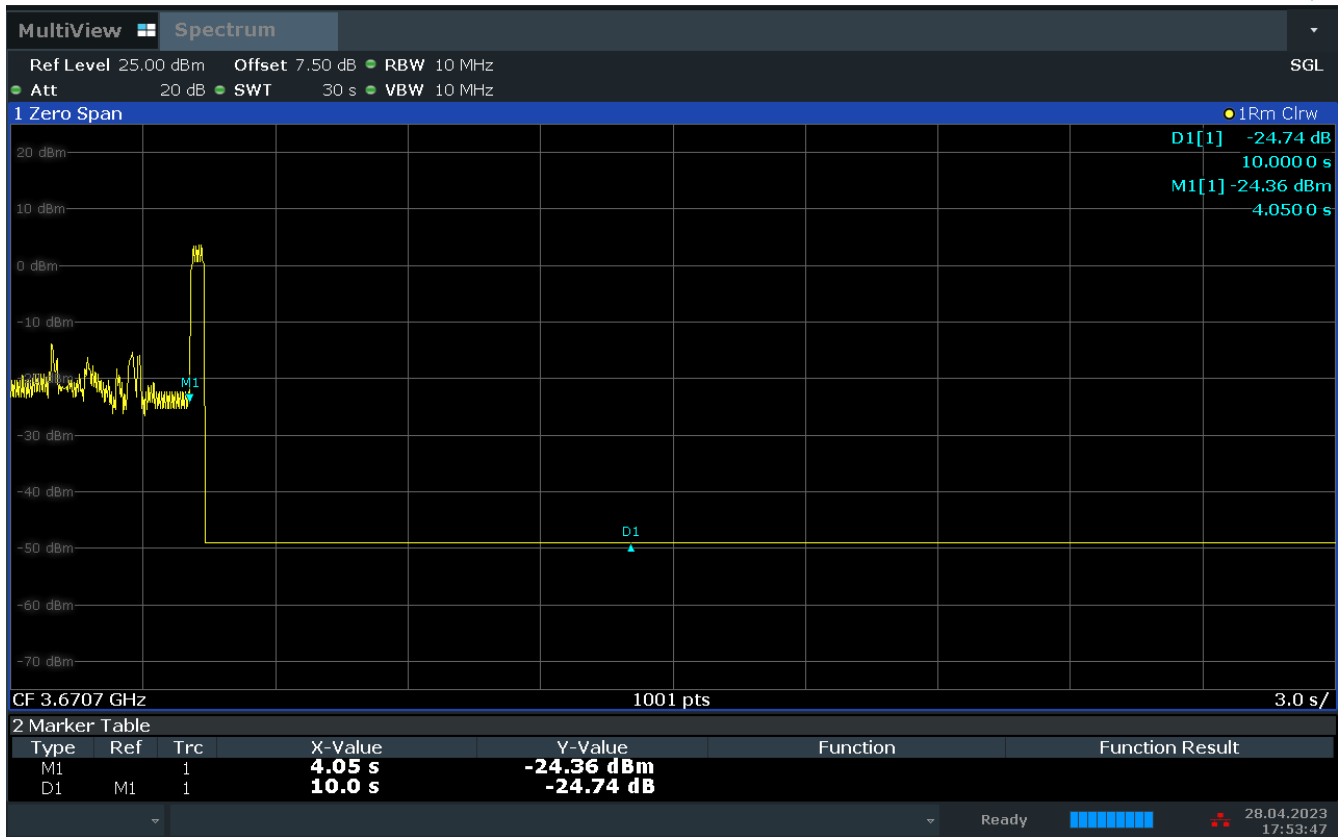 MultiView Spectrum
Ref Level 25.00 dBm Offset 7.50 dB RBW 10 MHz SGL
Att 20 dB SWT 30 s VBW 10 MHz
1 Zero Span 1Rm Clrw
D1[1] -24.74 dB
20 dBm
10.0000 s
M1[1] -24.36 dBm
10 dBm
4.0500 s
0 dBm
-10 dBm
M1
-30 dBm
-40 dBm
D1
-50 dBm
-60 dBm
-70 dBm
CF 3.6707 GHz 1001 pts 3.0 s/
2 Marker Table
Type Ref Trc X-Value Y-Value Function Function Result
M1 1 4.05 s -24.36 dBm
D1 M1 1 10.0 s -24.74 dB
Ready 28.04.2023
17:53:47